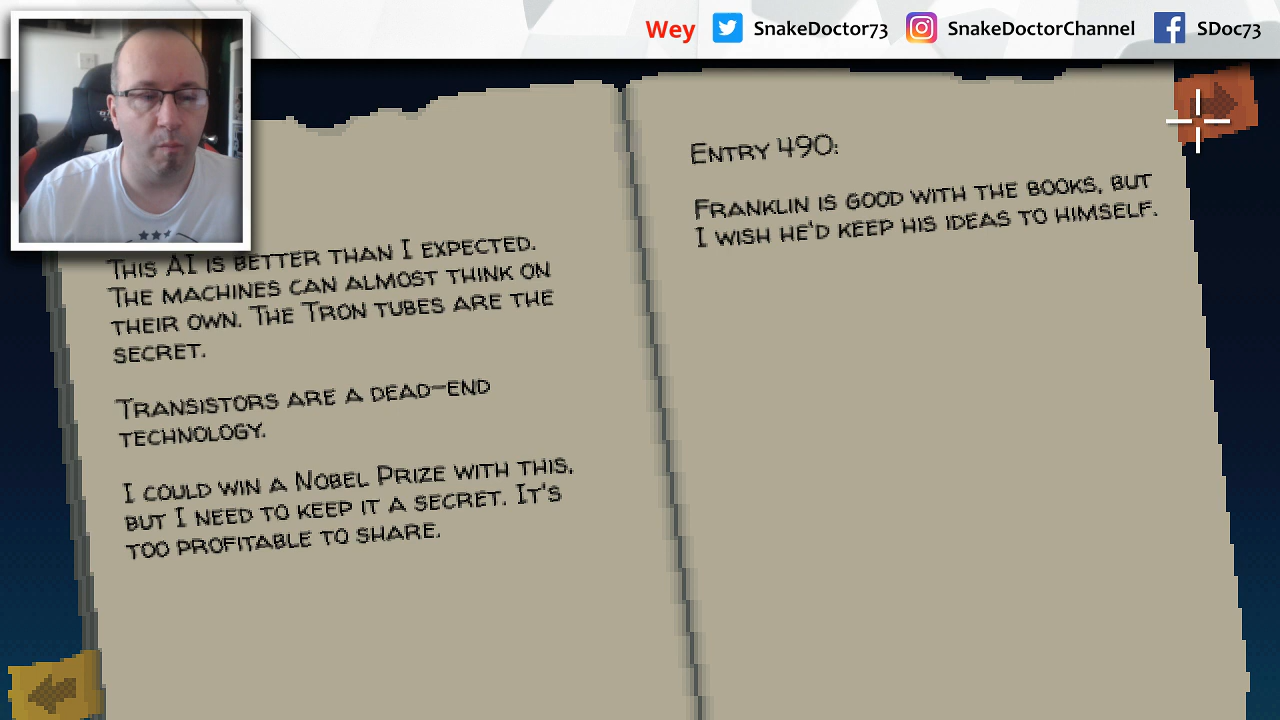 Wey SnakeDoctor73 SnakeDoctorChannel SDoc73
This AI is better than I expected.
The machines can almost think on
their own. The Tron tubes are the
secret.
Transistors are a dead-end
technology.
I could win a Nobel Prize with this,
but I need to keep it a secret. It's
too profitable to share.
Entry 490:
Franklin is good with the books, but
I wish he'd keep his ideas to himself.